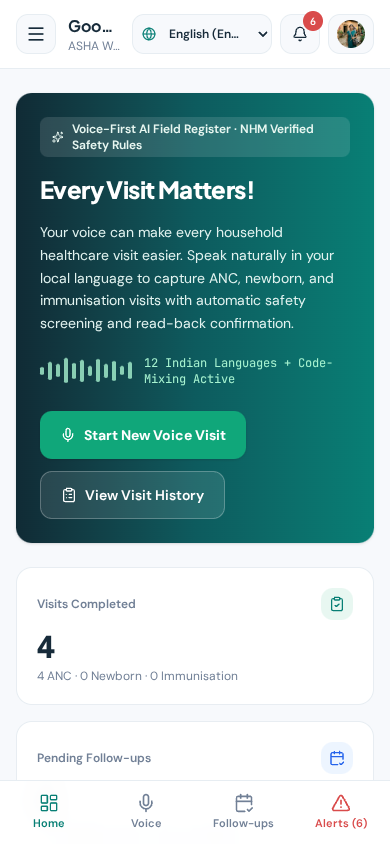 Goo...
ASHA W...
English (En...
6
Voice-First AI Field Register · NHM Verified
Safety Rules
Every Visit Matters!
Your voice can make every household
healthcare visit easier. Speak naturally in your
local language to capture ANC, newborn, and
immunisation visits with automatic safety
screening and read-back confirmation.
12 Indian Languages + Code-
Mixing Active
Start New Voice Visit
View Visit History
Visits Completed
4
4 ANC · 0 Newborn · 0 Immunisation
Pending Follow-ups
Home
Voice
Follow-ups
Alerts (6)